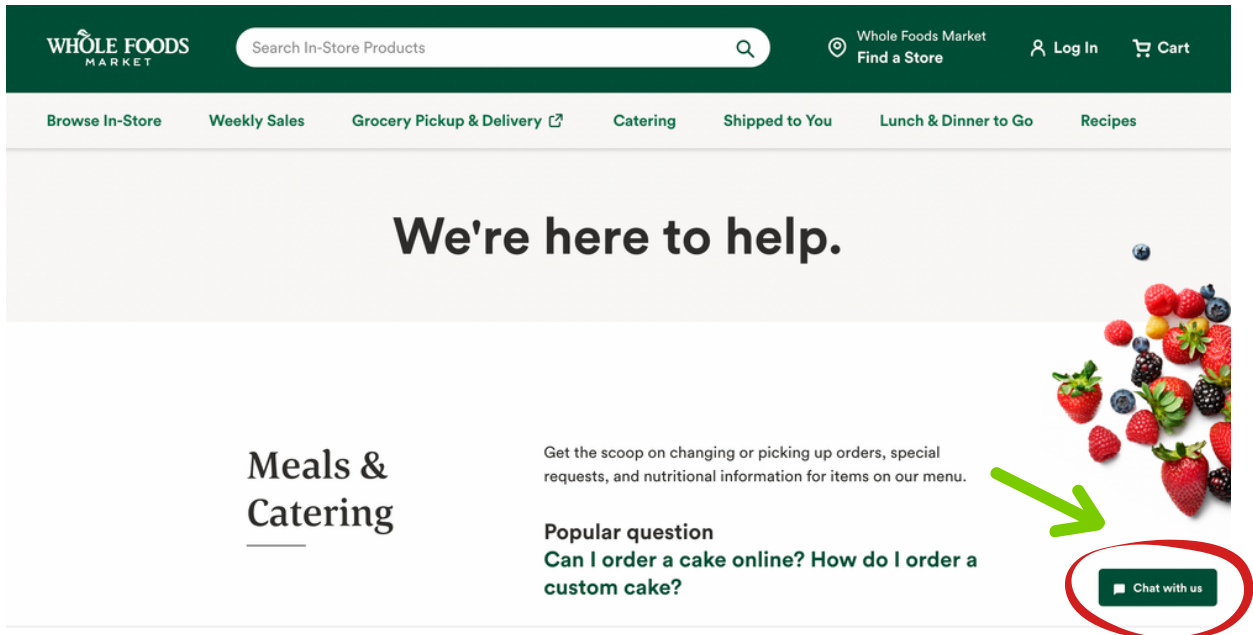 WHÔLE FOODS
MARKET
Search In-Store Products
Whole Foods Market
Find a Store
Log In
Cart
Browse In-Store
Weekly Sales
Grocery Pickup & Delivery
Catering
Shipped to You
Lunch & Dinner to Go
Recipes
We're here to help.
Meals &
Catering
Get the scoop on changing or picking up orders, special
requests, and nutritional information for items on our menu.
Popular question
Can I order a cake online? How do I order a
custom cake?
Chat with us